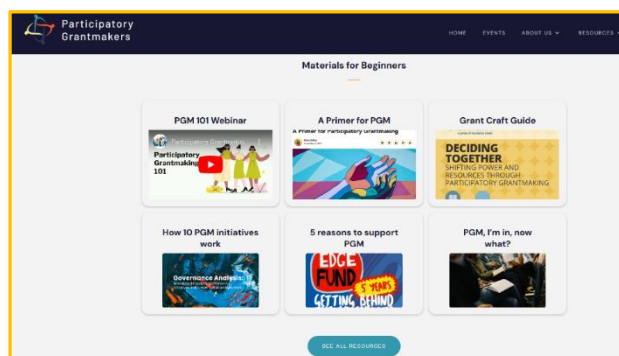 Participatory
Grantmakers
HOME EVENTS ABOUT US RESOURCES
Materials for Beginners
PGM 101 Webinar
Participatory Grantmaking
Participatory
Grantmaking
101
A Primer for PGM
A Primer for Participatory Grantmaking
Grant Craft Guide
DECIDING
TOGETHER
SHIFTING POWER AND
RESOURCES THROUGH
PARTICIPATORY GRANTMAKING
How 10 PGM initiatives
work
Governance Analysis:
5 reasons to support
PGM
EDGE
FUND
5 YEARS
GETTING BEHIND
PGM, I'm in, now
what?
SEE ALL RESOURCES